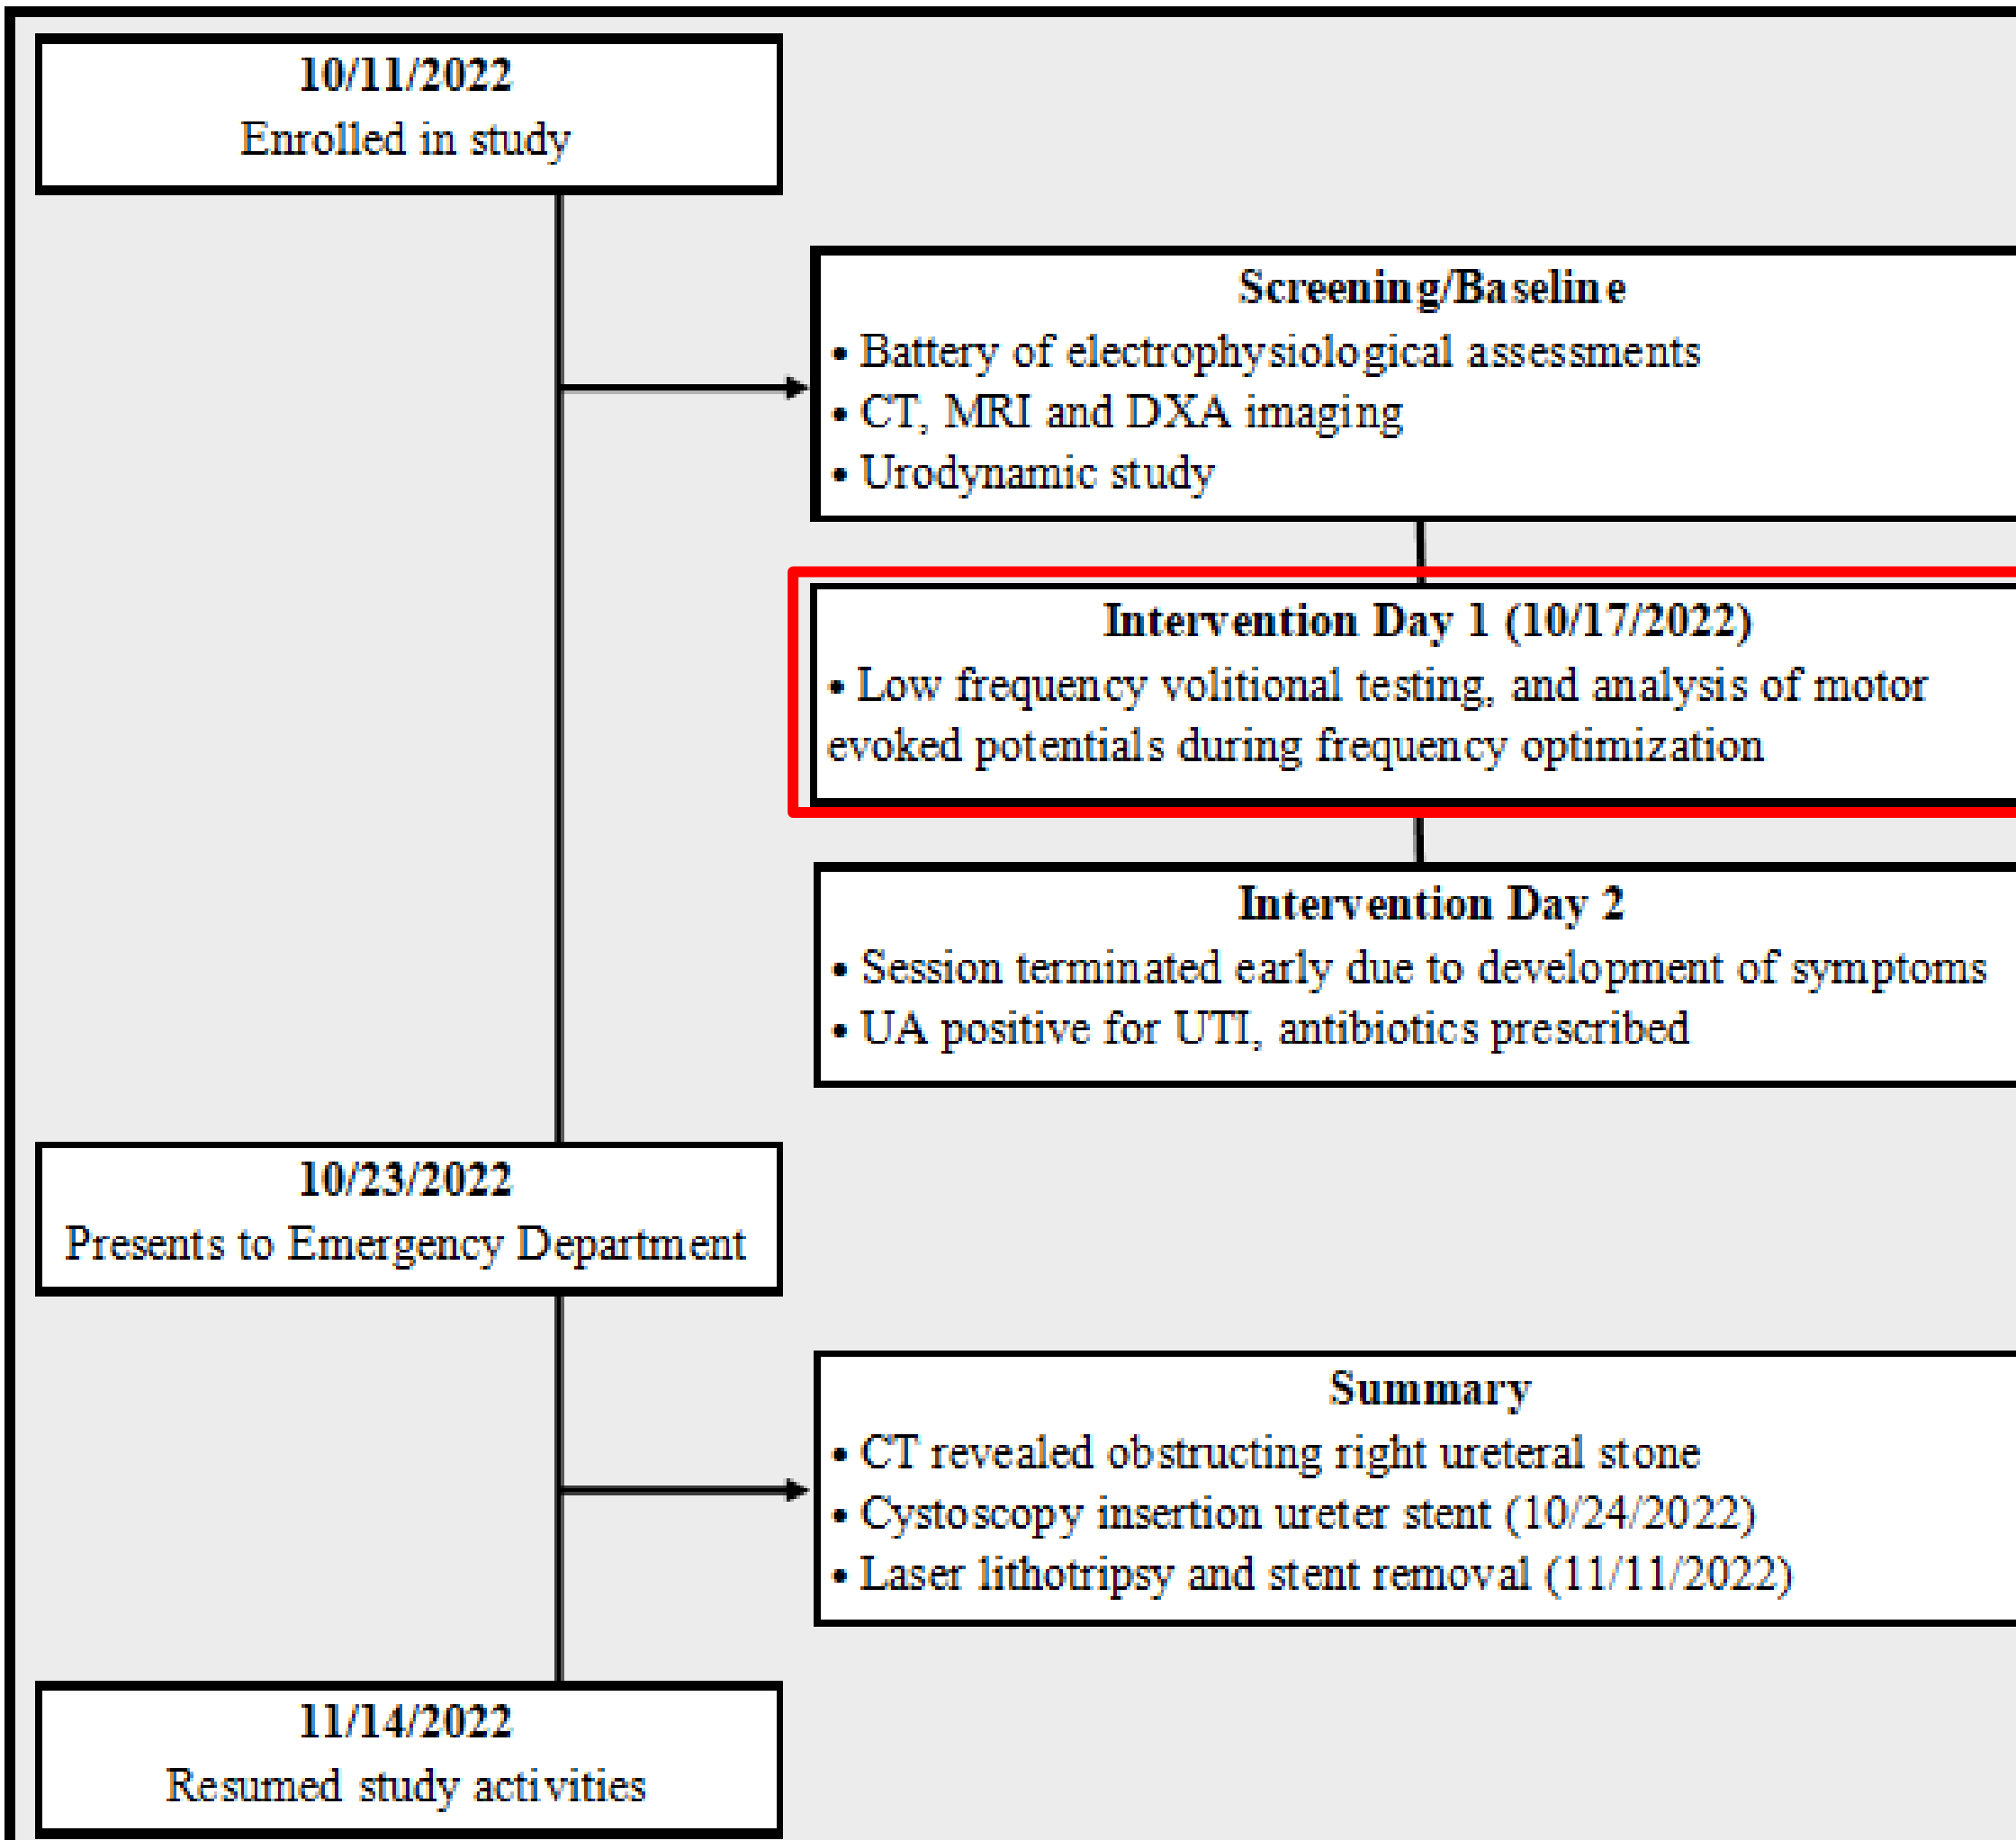 10/11/2022
Enrolled in study
Screening/Baseline
• Battery of electrophysiological assessments
• CT, MRI and DXA imaging
• Urodynamic study
Intervention Day 1 (10/17/2022)
• Low frequency volitional testing, and analysis of motor
evoked potentials during frequency optimization
Intervention Day 2
• Session terminated early due to development of symptoms
• UA positive for UTI, antibiotics prescribed
10/23/2022
Presents to Emergency Department
Summary
• CT revealed obstructing right ureteral stone
• Cystoscopy insertion ureter stent (10/24/2022)
• Laser lithotripsy and stent removal (11/11/2022)
11/14/2022
Resumed study activities